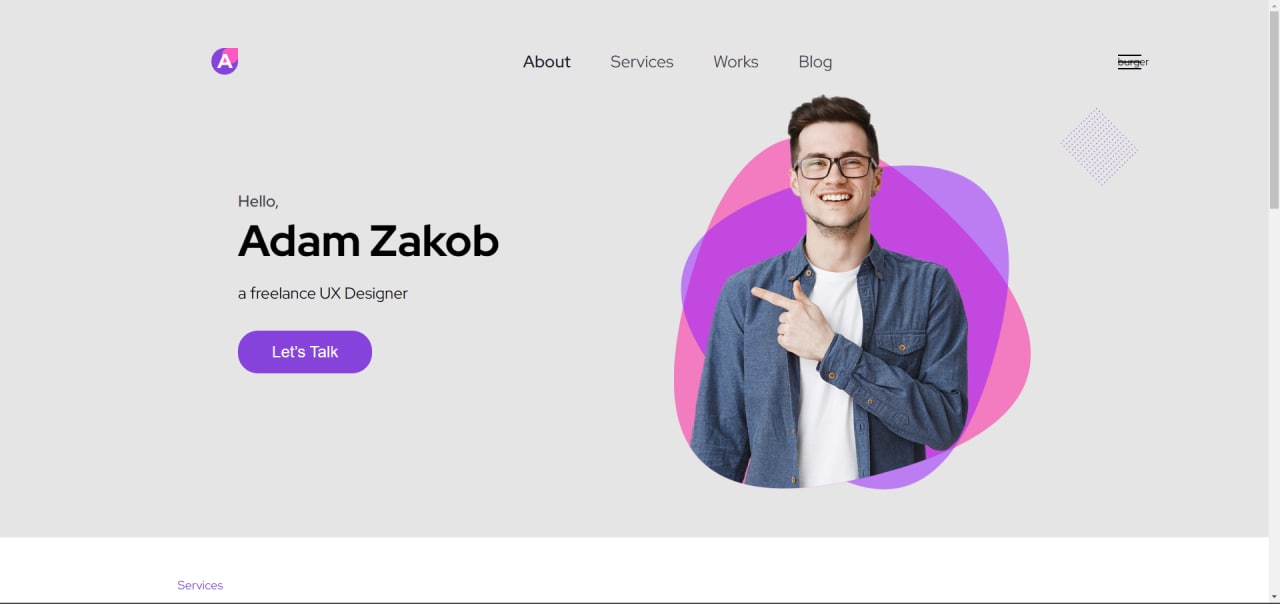 A
About Services Works Blog
burger
Hello,
Adam Zakob
a freelance UX Designer
Let's Talk
Services